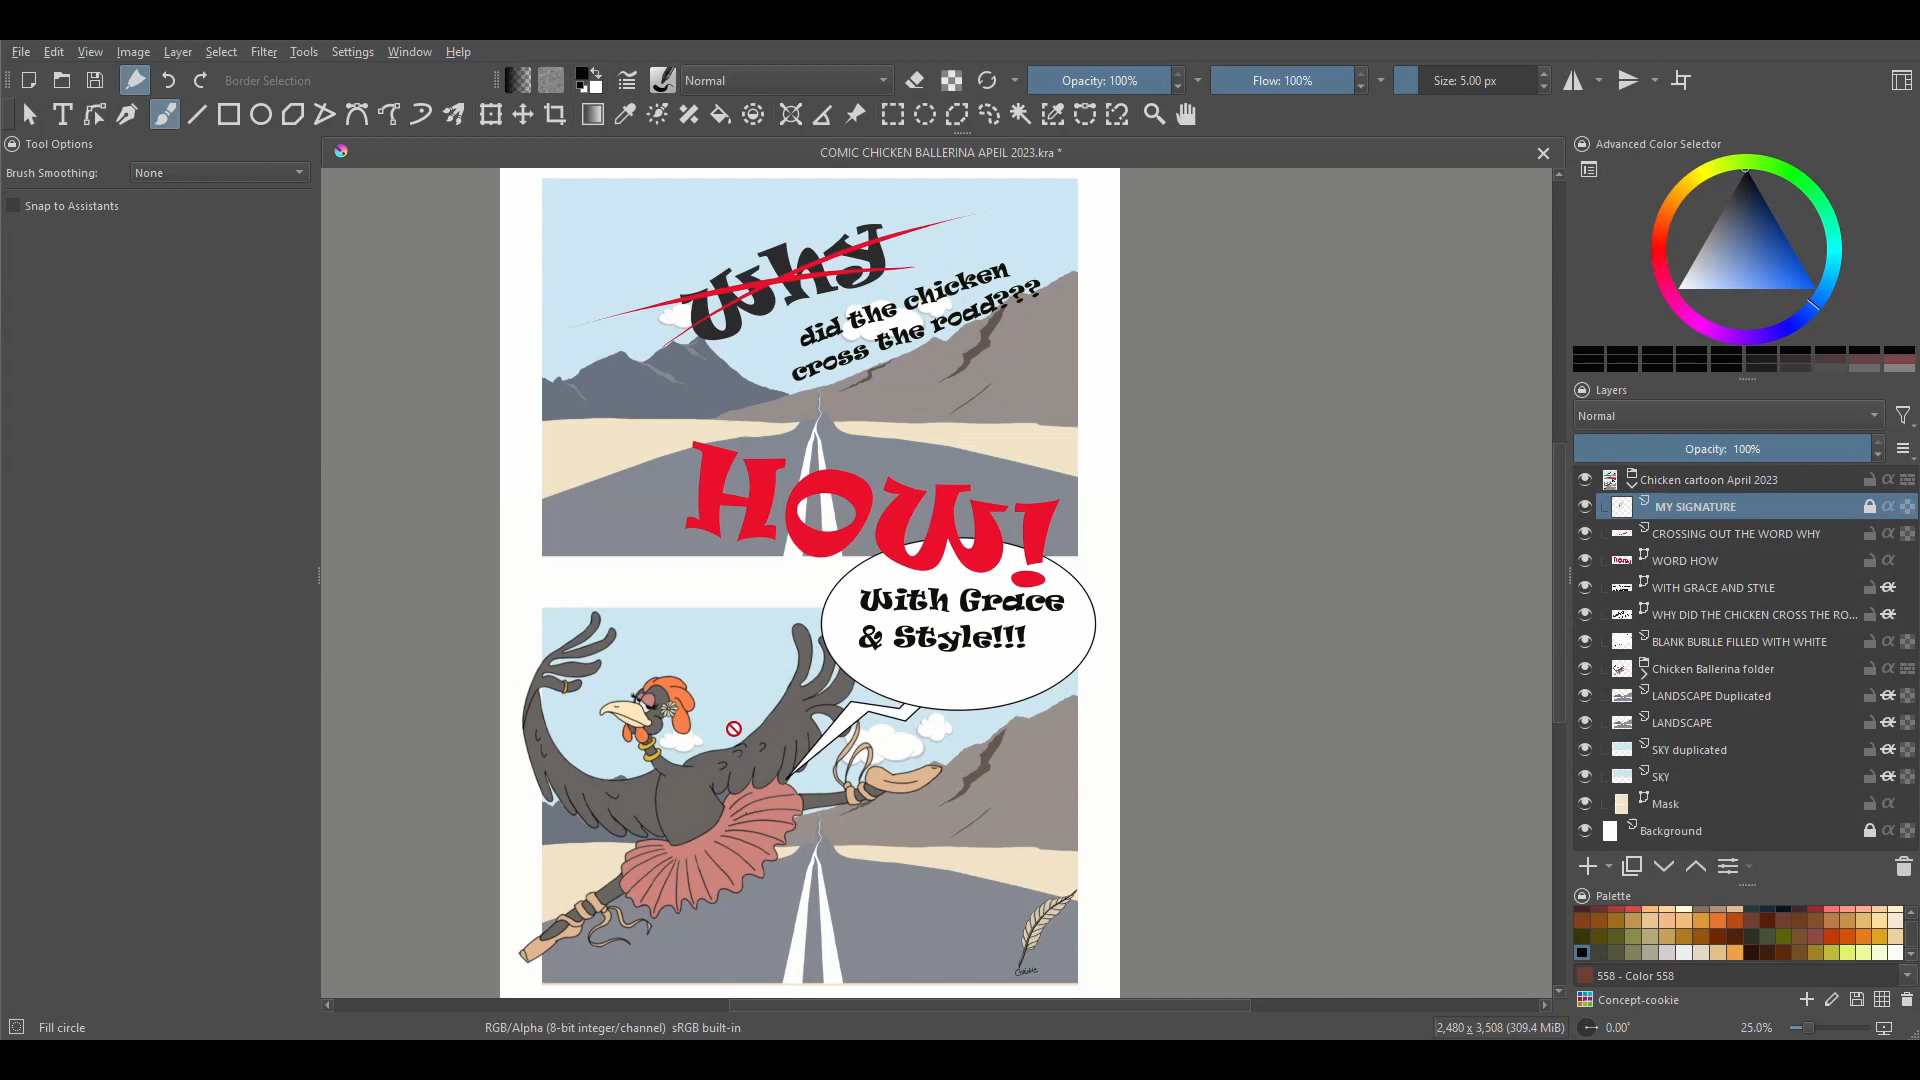 File Edit View Image Layer Select Filter Tools Settings Window Help
Border Selection
Normal
Opacity: 100%
Flow: 100%
Size: 5.00 px
Tool Options
Brush Smoothing:
None
Snap to Assistants
COMIC CHICKEN BALLERINA APEIL 2023.kra *
Why
did the chicken
cross the road???
HOW!
With Grace
& Style!!!
Advanced Color Selector
Layers
Normal
Opacity: 100%
Chicken cartoon April 2023
MY SIGNATURE
CROSSING OUT THE WORD WHY
WORD HOW
WITH GRACE AND STYLE
WHY DID THE CHICKEN CROSS THE RO...
BLANK BUBLLE FILLED WITH WHITE
Chicken Ballerina folder
LANDSCAPE Duplicated
LANDSCAPE
SKY duplicated
SKY
Mask
Background
Palette
558 - Color 558
Concept-cookie
Fill circle
RGB/Alpha (8-bit integer/channel) sRGB built-in
2,480 x 3,508 (309.4 MiB)
0.00°
25.0%